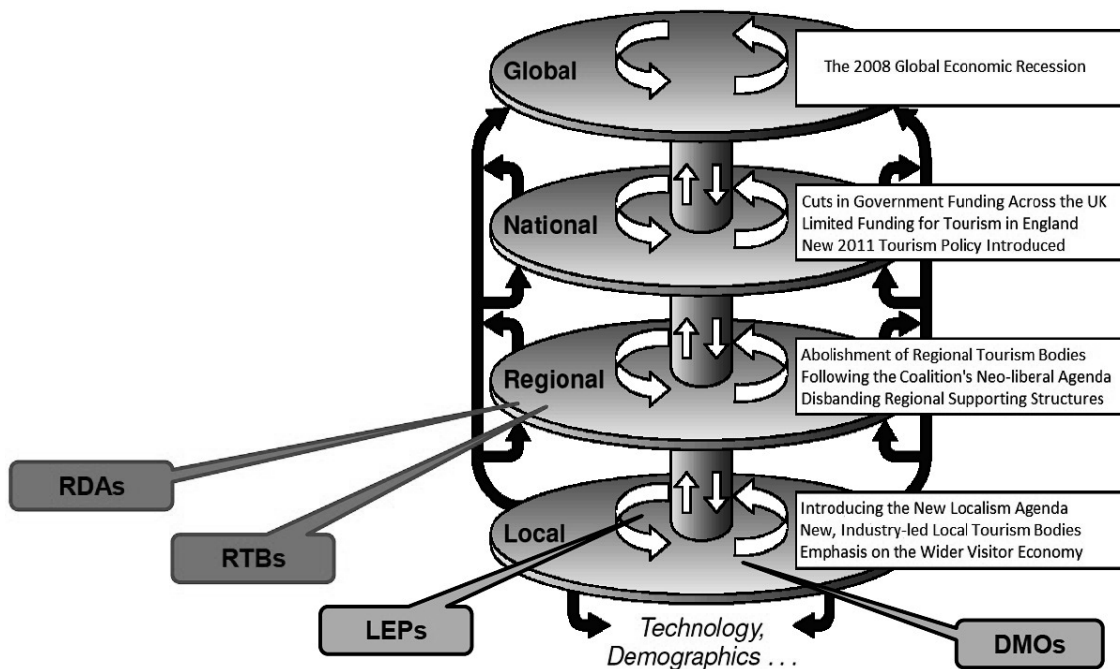 Global
The 2008 Global Economic Recession
National
Cuts in Government Funding Across the UK
Limited Funding for Tourism in England
New 2011 Tourism Policy Introduced
Regional
Abolishment of Regional Tourism Bodies
Following the Coalition's Neo-liberal Agenda
Disbanding Regional Supporting Structures
RDAs
RTBs
Local
Introducing the New Localism Agenda
New, Industry-led Local Tourism Bodies
Emphasis on the Wider Visitor Economy
LEPs
Technology,
Demographics . . .
DMOs